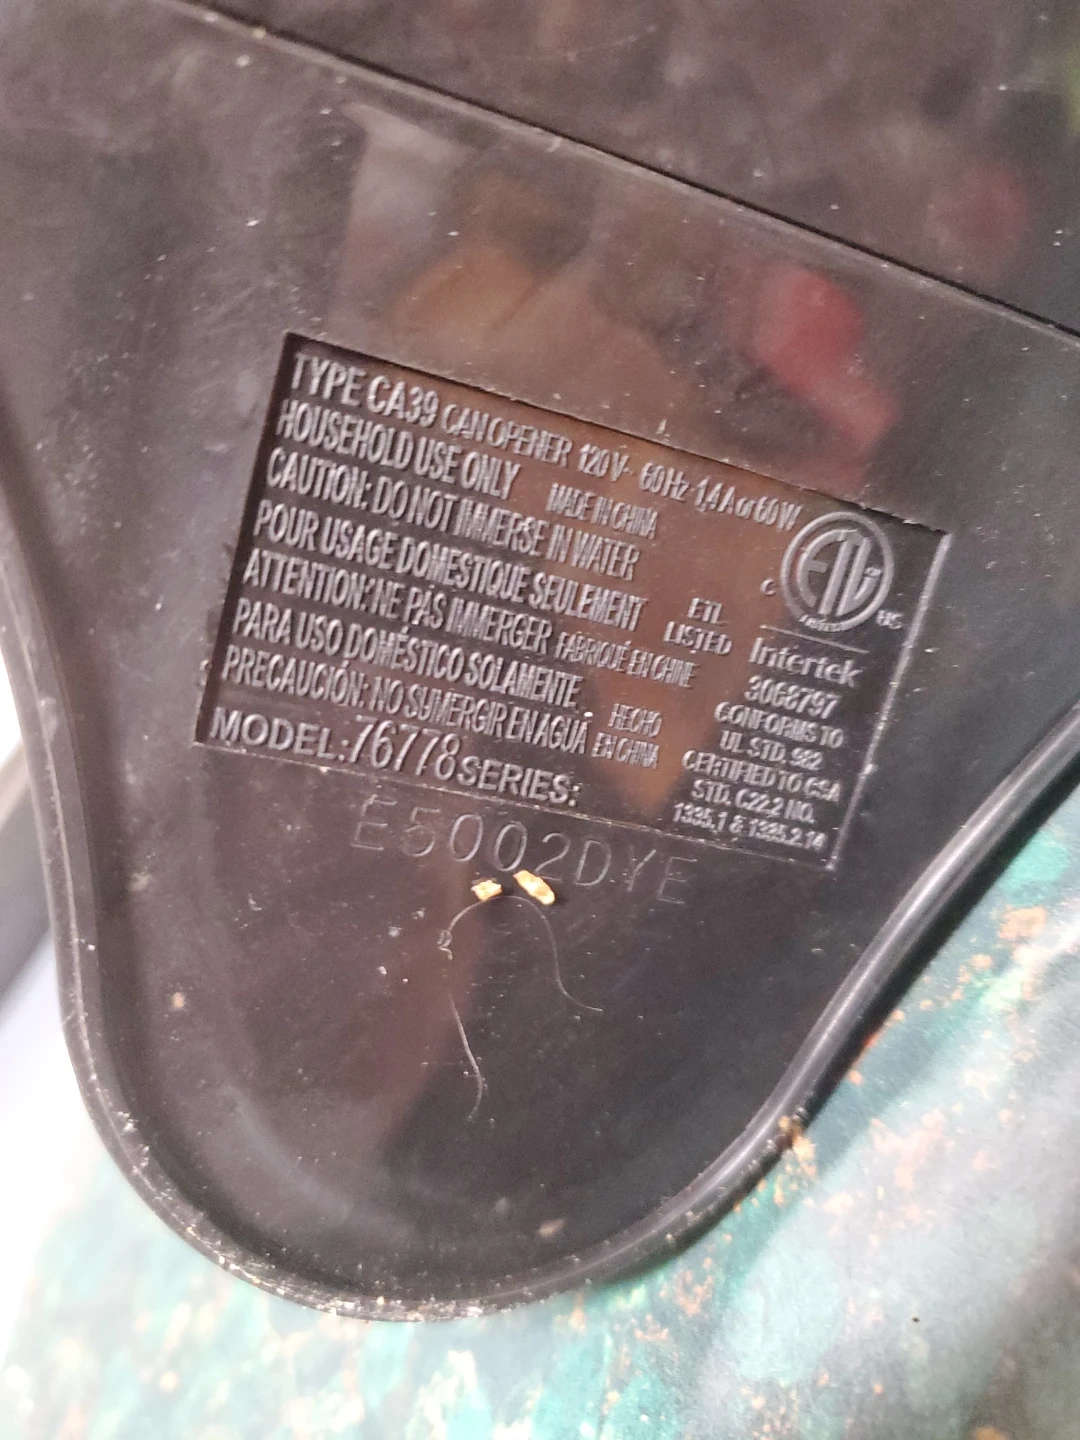 TYPE CA39 CAN OPENER 120V~ 60Hz 1.4A or 60W
HOUSEHOLD USE ONLY MADE IN CHINA
CAUTION: DO NOT IMMERSE IN WATER
POUR USAGE DOMESTIQUE SEULEMENT
ATTENTION: NE PAS IMMERGER FABRIQUÉ EN CHINE
PARA USO DOMÉSTICO SOLAMENTE. HECHO
PRECAUCIÓN: NO SUMERGIR EN AGUA EN CHINA
MODEL: 76778 SERIES:
E5002DYE
ETL
LISTED
C ETL US
LISTED
Intertek
3068797
CONFORMS TO
UL STD. 982
CERTIFIED TO CSA
STD. C22.2 NO.
1335.1 & 1335.2.14